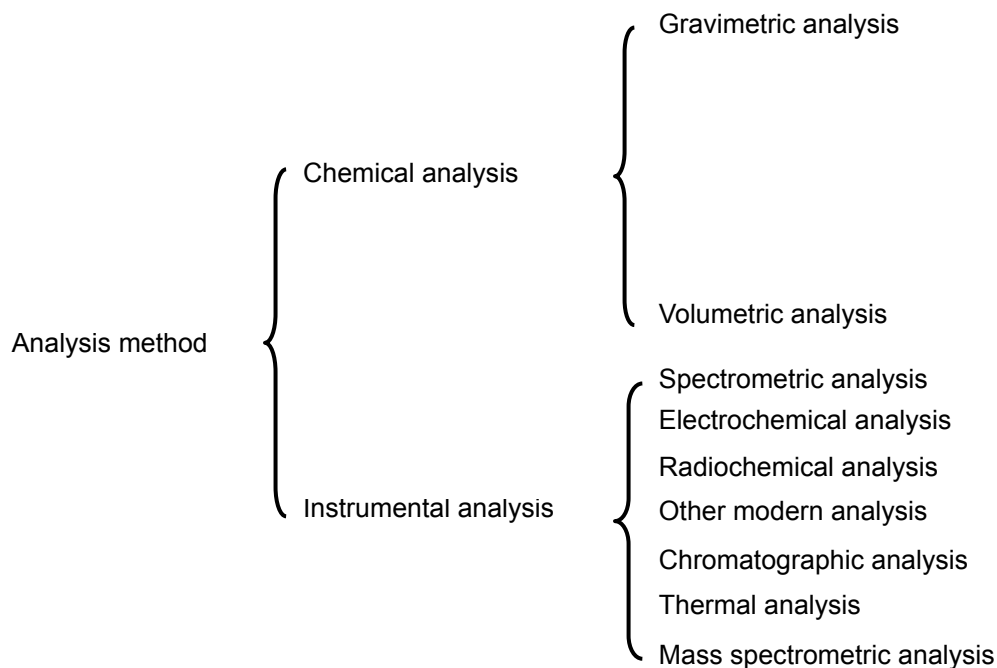 Analysis method
Chemical analysis
Gravimetric analysis
Volumetric analysis
Instrumental analysis
Spectrometric analysis
Electrochemical analysis
Radiochemical analysis
Other modern analysis
Chromatographic analysis
Thermal analysis
Mass spectrometric analysis